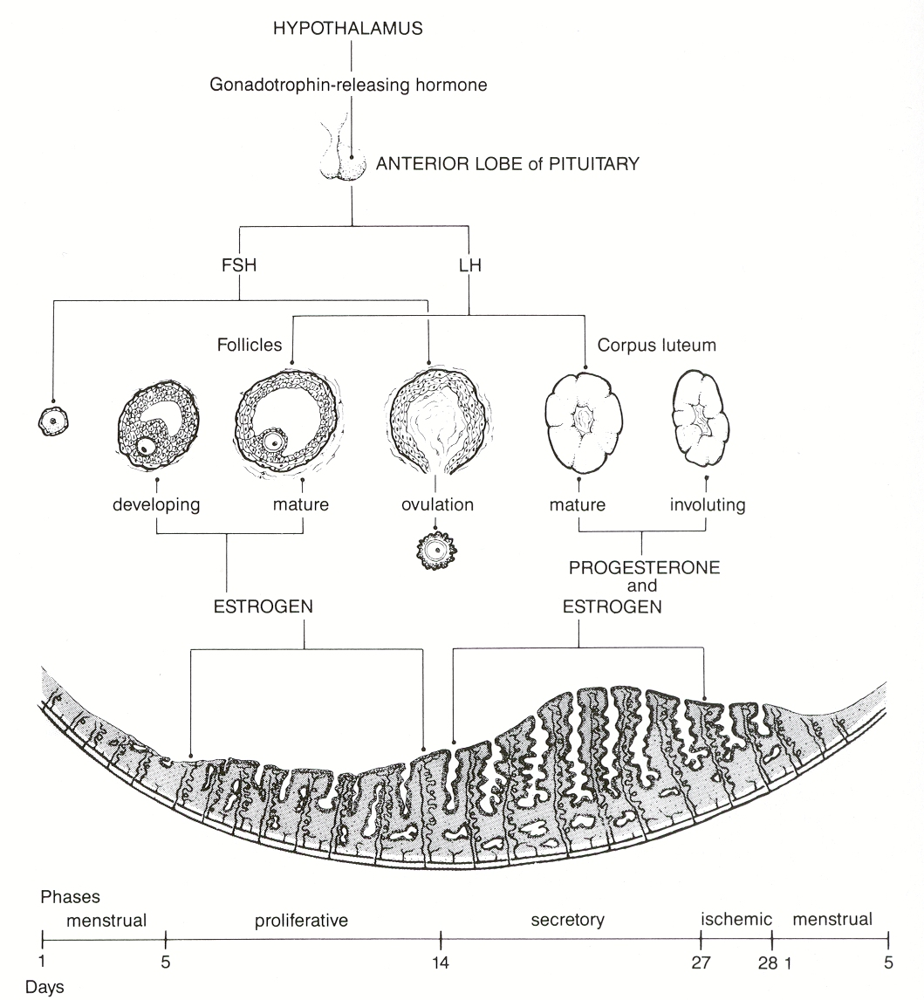 HYPOTHALAMUS
Gonadotrophin-releasing hormone
ANTERIOR LOBE of PITUITARY
FSH
LH
Follicles
Corpus luteum
developing
mature
ovulation
mature
involuting
PROGESTERONE
and
ESTROGEN
ESTROGEN
Phases
menstrual
proliferative
secretory
ischemic
menstrual
1
5
14
27
28
1
5
Days